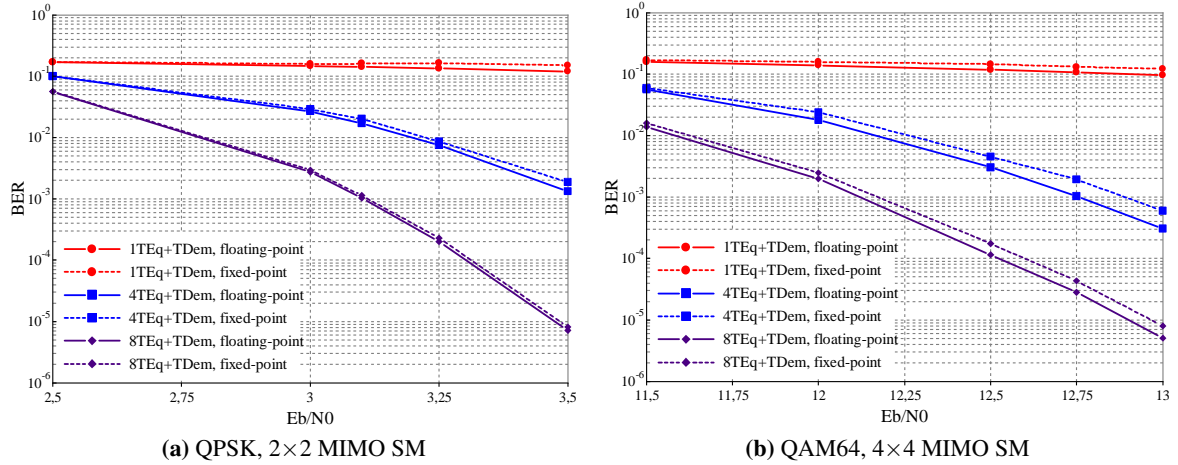 10^0
10^-1
10^-2
10^-3
10^-4
10^-5
10^-6
BER
1TEq+TDem, floating-point
1TEq+TDem, fixed-point
4TEq+TDem, floating-point
4TEq+TDem, fixed-point
8TEq+TDem, floating-point
8TEq+TDem, fixed-point
2,5 2,75 3 3,25 3,5
Eb/N0
(a) QPSK, 2×2 MIMO SM
10^0
10^-1
10^-2
10^-3
10^-4
10^-5
10^-6
BER
1TEq+TDem, floating-point
1TEq+TDem, fixed-point
4TEq+TDem, floating-point
4TEq+TDem, fixed-point
8TEq+TDem, floating-point
8TEq+TDem, fixed-point
11,5 11,75 12 12,25 12,5 12,75 13
Eb/N0
(b) QAM64, 4×4 MIMO SM